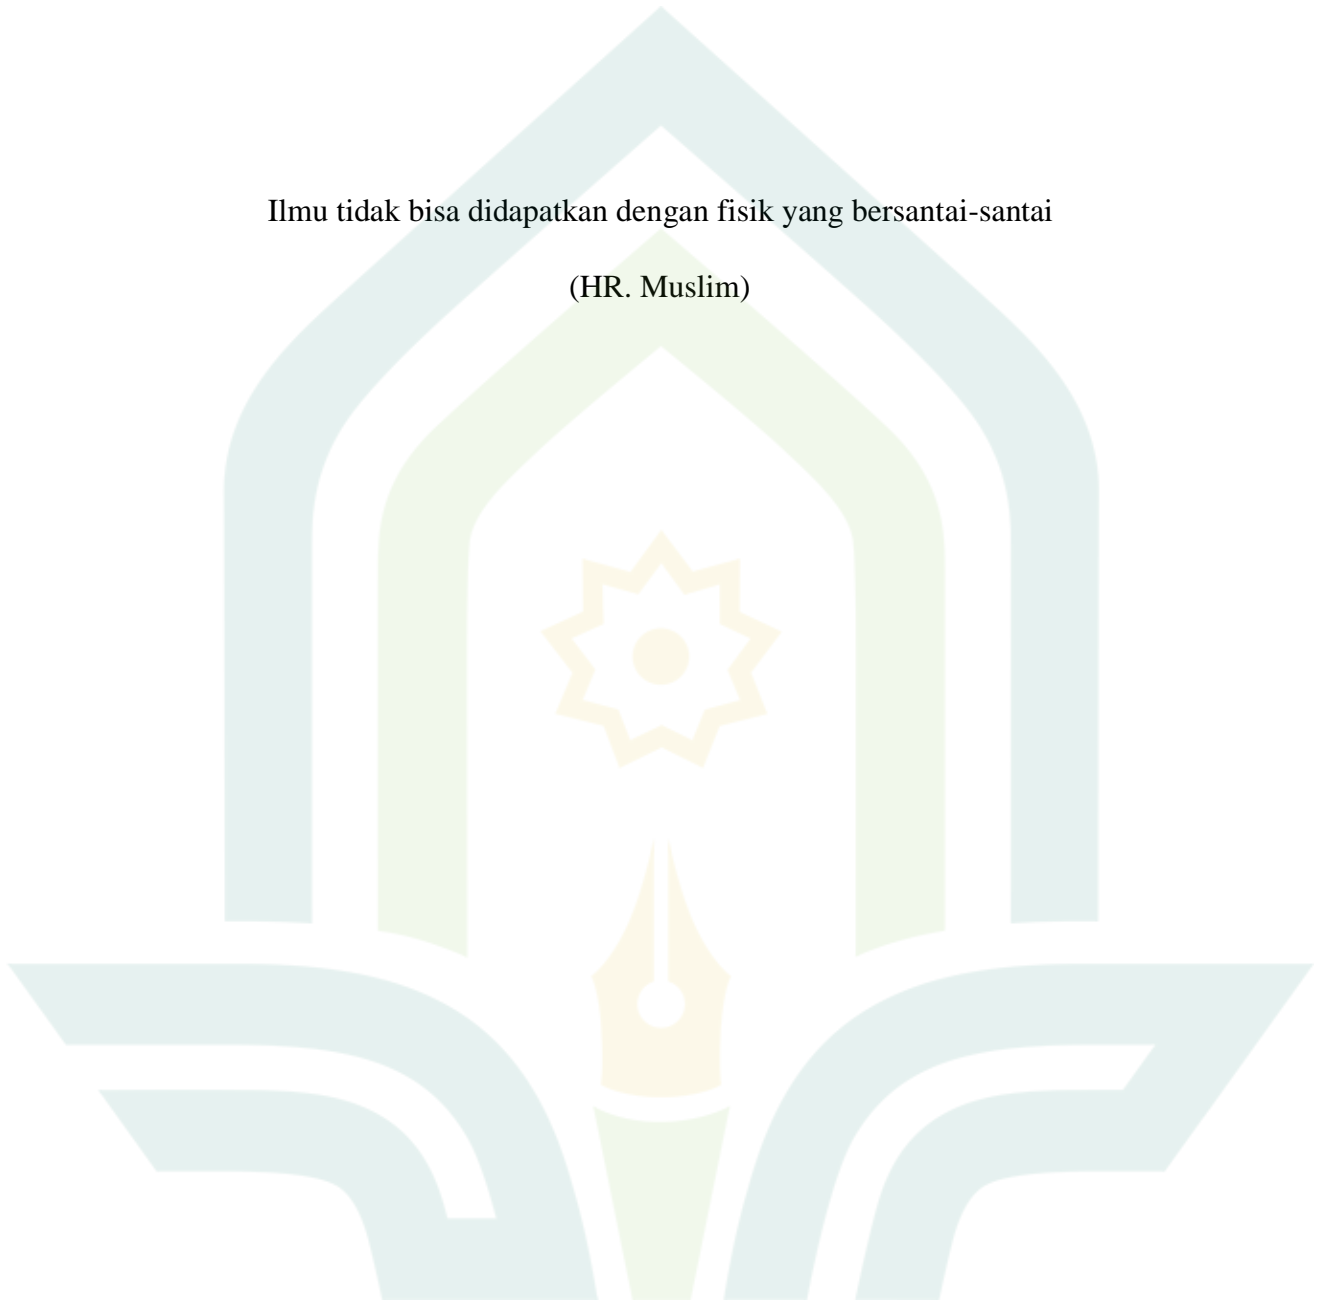 Ilmu tidak bisa didapatkan dengan fisik yang bersantai-santai
(HR. Muslim)